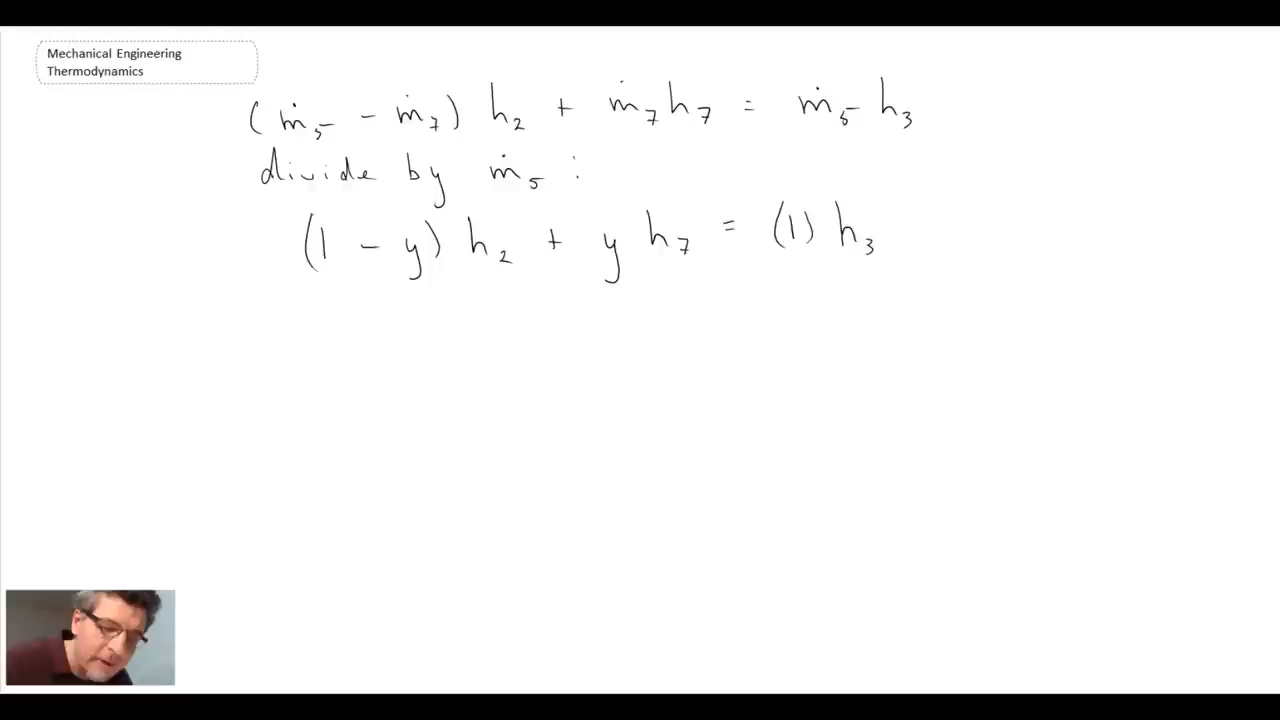 Mechanical Engineering
Thermodynamics
(ṁ₅ - ṁ₇) h₂ + ṁ₇h₇ = ṁ₅ h₃
divide by ṁ₅ :
(1 - y) h₂ + y h₇ = (1) h₃